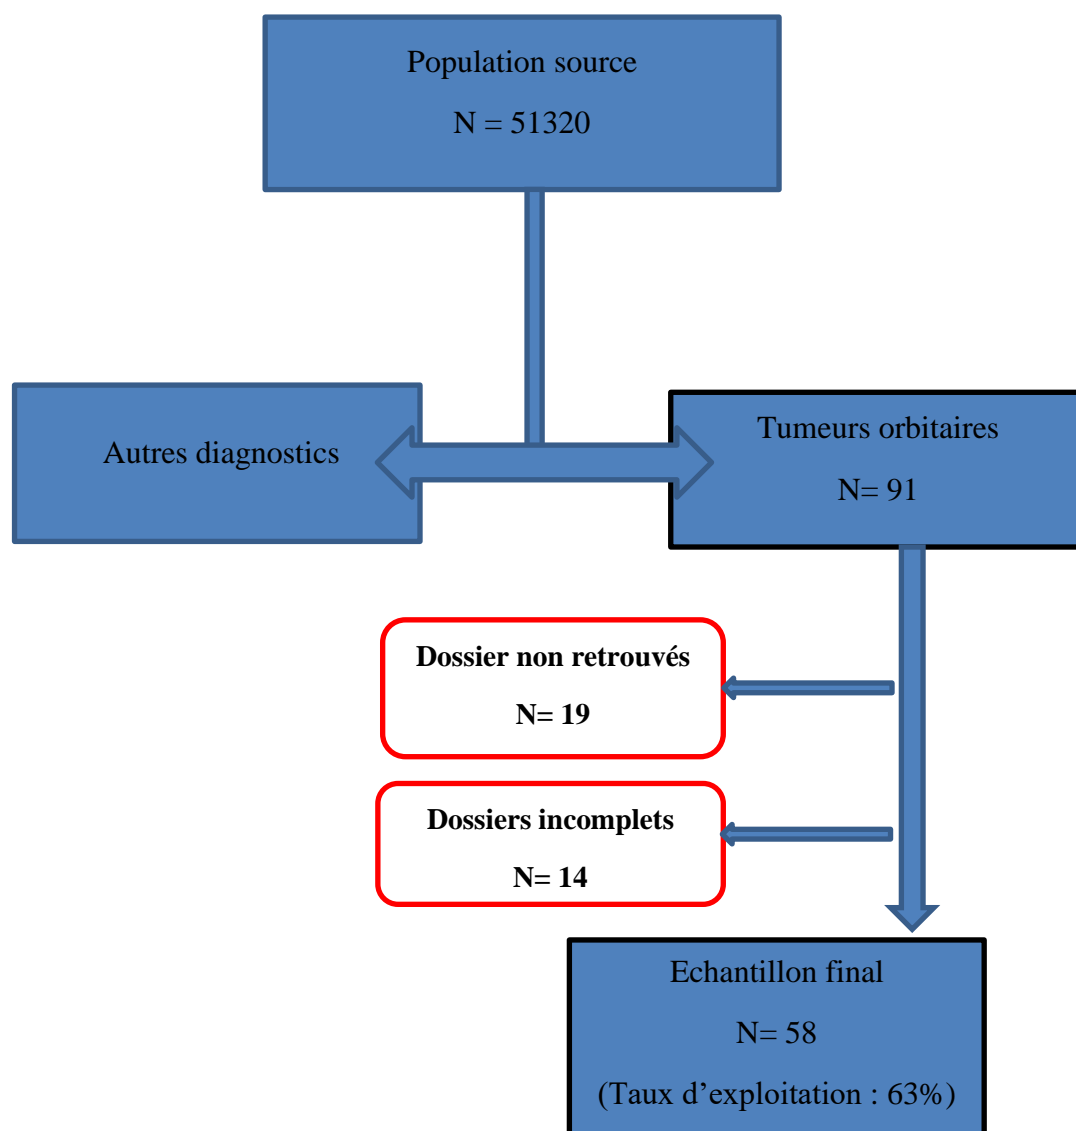 Population source
N = 51320
Autres diagnostics
Tumeurs orbitaires
N= 91
Dossier non retrouvés
N= 19
Dossiers incomplets
N= 14
Echantillon final
N= 58
(Taux d’exploitation : 63%)